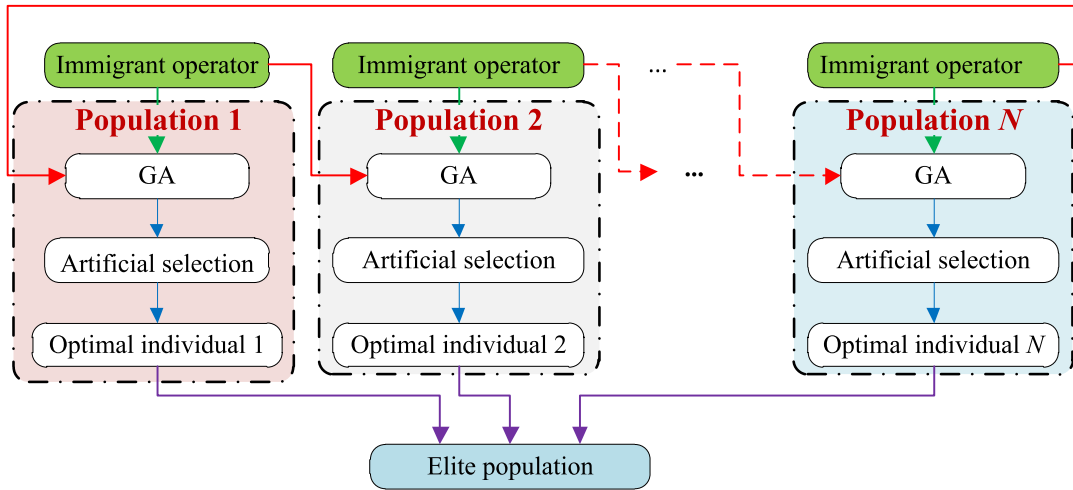 Immigrant operator
Immigrant operator
...
Immigrant operator
Population 1
Population 2
Population N
GA
GA
...
GA
Artificial selection
Artificial selection
Artificial selection
Optimal individual 1
Optimal individual 2
Optimal individual N
Elite population